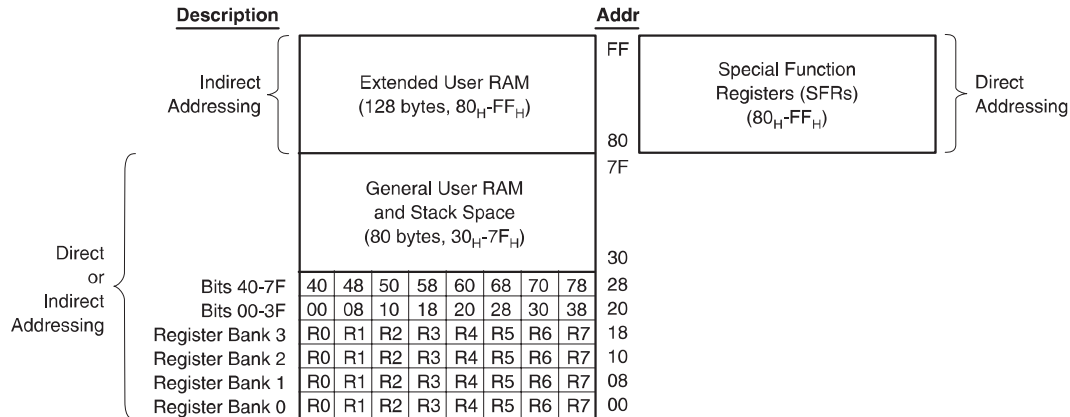 Description Addr
FF
Indirect
Addressing
Extended User RAM
(128 bytes, 80H-FFH)
Special Function
Registers (SFRs)
(80H-FFH)
Direct
Addressing
80
7F
General User RAM
and Stack Space
(80 bytes, 30H-7FH)
30
Direct
or
Indirect
Addressing
Bits 40-7F 40 48 50 58 60 68 70 78 28
Bits 00-3F 00 08 10 18 20 28 30 38 20
Register Bank 3 R0 R1 R2 R3 R4 R5 R6 R7 18
Register Bank 2 R0 R1 R2 R3 R4 R5 R6 R7 10
Register Bank 1 R0 R1 R2 R3 R4 R5 R6 R7 08
Register Bank 0 R0 R1 R2 R3 R4 R5 R6 R7 00